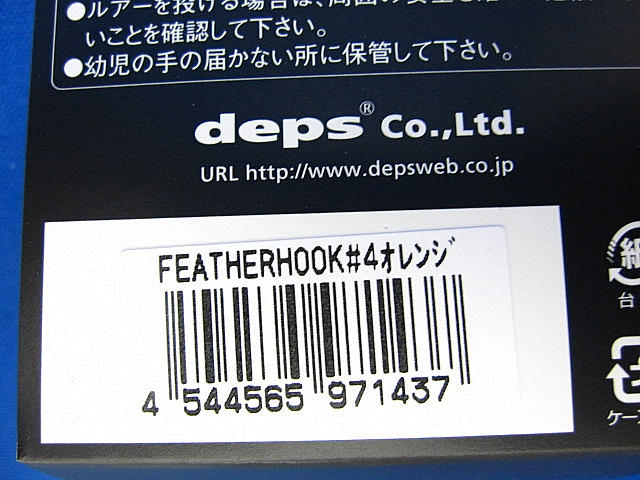 ●ルアーを投げる場合は、周囲の安全を
いことを確認して下さい。
●幼児の手の届かない所に保管して下さい。
deps® Co.,Ltd.
URL http://www.depsweb.co.jp
FEATHERHOOK#4オレンジ
4 544565 971437
紙
台
ケー